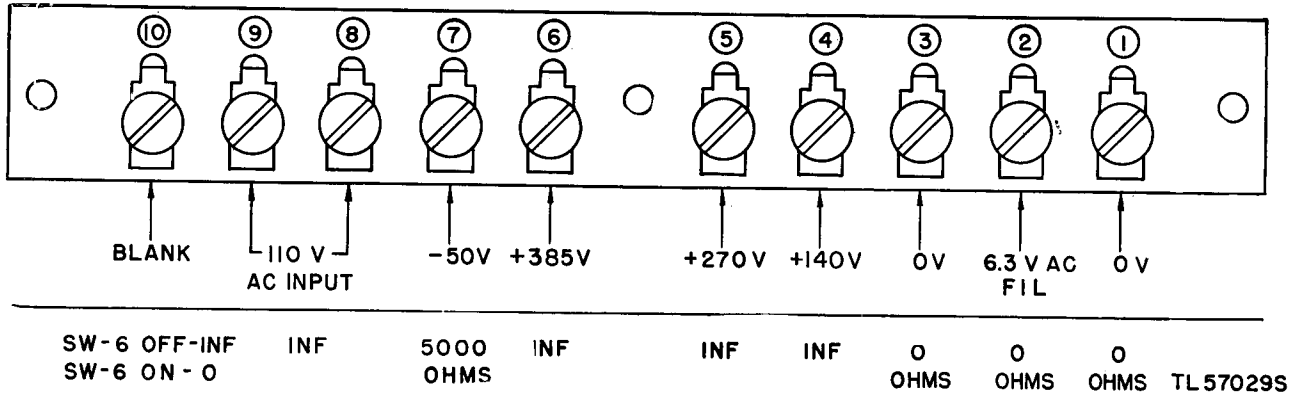 10 9 8 7 6 5 4 3 2 1
BLANK 110 V -50V +385V +270V +140V 0V 6.3 V AC 0V
AC INPUT FIL
SW-6 OFF-INF INF 5000 INF INF INF 0 0 0
SW-6 ON-0 OHMS OHMS OHMS OHMS TL57029S